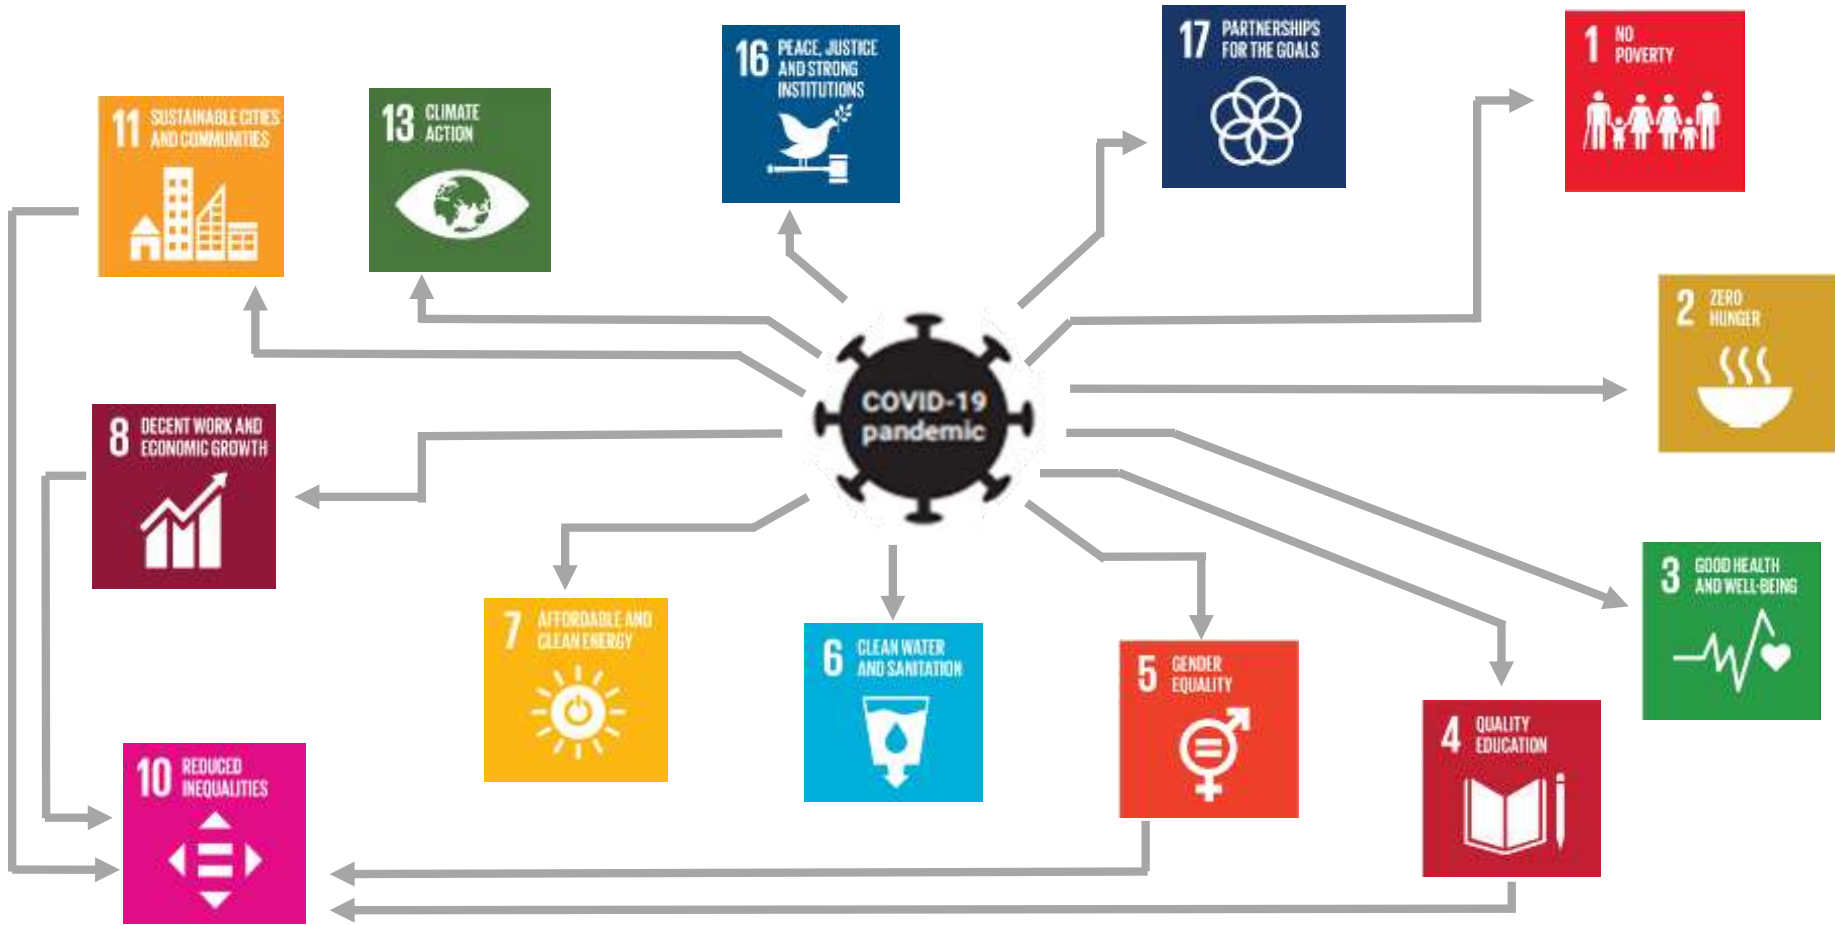 16 PEACE, JUSTICE
AND STRONG
INSTITUTIONS
17 PARTNERSHIPS
FOR THE GOALS
1 NO
POVERTY
11 SUSTAINABLE CITIES
AND COMMUNITIES
13 CLIMATE
ACTION
2 ZERO
HUNGER
COVID-19
pandemic
8 DECENT WORK AND
ECONOMIC GROWTH
3 GOOD HEALTH
AND WELL-BEING
7 AFFORDABLE AND
CLEAN ENERGY
6 CLEAN WATER
AND SANITATION
5 GENDER
EQUALITY
4 QUALITY
EDUCATION
10 REDUCED
INEQUALITIES